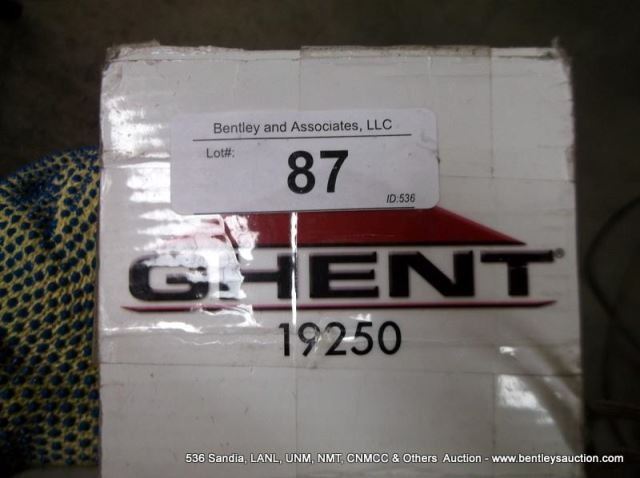 Bentley and Associates, LLC
Lot#:
87
ID:536
GHENT®
19250
536 Sandia, LANL, UNM, NMT, CNMCC & Others Auction - www.bentleysauction.com